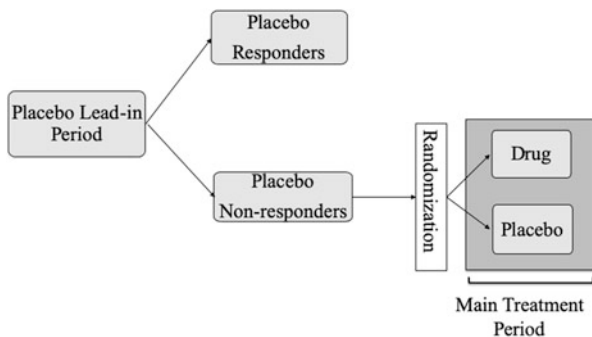 Placebo
Responders
Placebo Lead-in
Period
Placebo
Non-responders
Randomization
Drug
Placebo
Main Treatment
Period